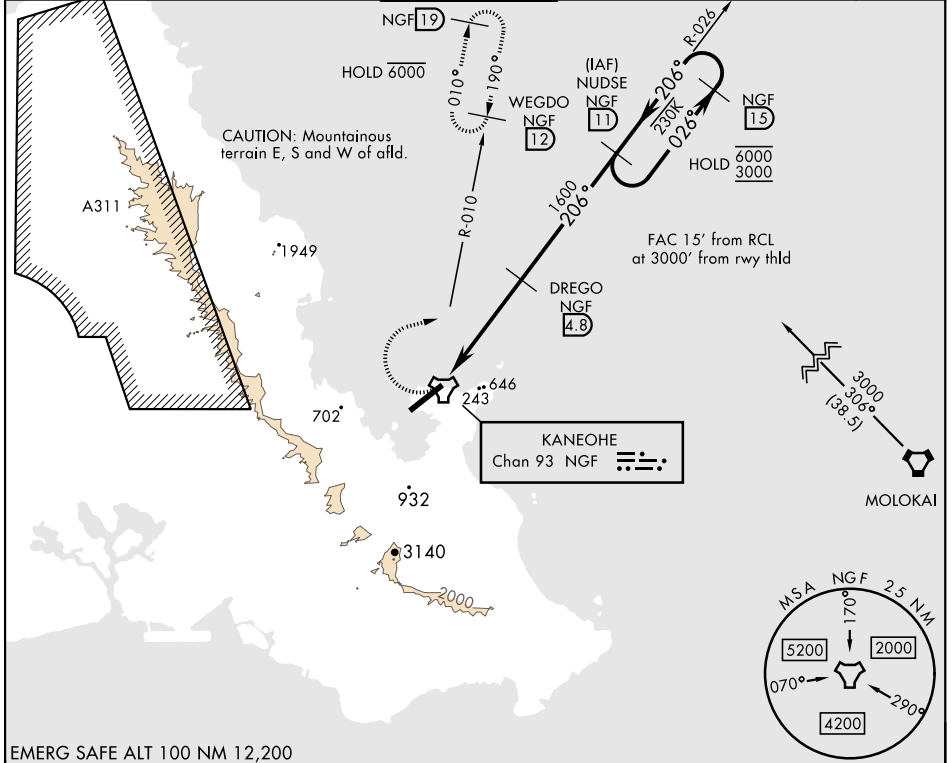 NGF 19
HOLD 6000
010°
190°
WEGDO
NGF
12
R-010
(IAF)
NUDSE
NGF
11
R-026
206°
230K
026°
NGF
15
HOLD 6000
3000
1600
206°
CAUTION: Mountainous
terrain E, S and W of afld.
FAC 15' from RCL
at 3000' from rwy thld
A311
1949
DREGO
NGF
4.8
646
243
702
KANEOHE
Chan 93 NGF
3000
306°
(38.5)
MOLOKAI
932
3140
2000
MSA NGF 25 NM
170°
5200
2000
070°
290°
4200
EMERG SAFE ALT 100 NM 12,200